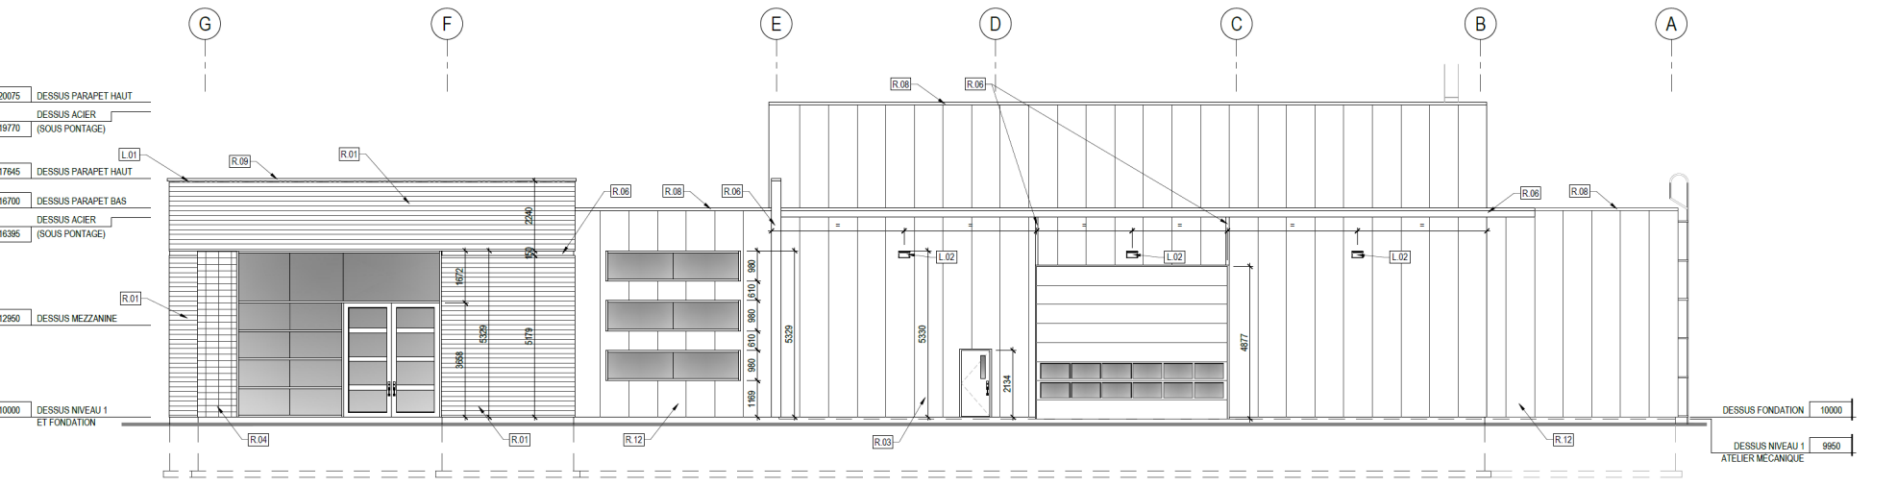 G F E D C B A
R.08 R.06
20075 DESSUS PARAPET HAUT
DESSUS ACIER
19770 (SOUS PONTAGE)
L.01 R.09 R.01
17645 DESSUS PARAPET HAUT
R.06 R.08 R.06 R.06 R.08
16700 DESSUS PARAPET BAS
2240
DESSUS ACIER
16395 (SOUS PONTAGE)
= = = = = =
150
L.02 L.02 L.02
980
1672
610
R.01
12950 DESSUS MEZZANINE
980
5329 5179 5329 5330 4877
610
3658
980
2134
1169
10000 DESSUS NIVEAU 1
ET FONDATION
DESSUS FONDATION 10000
R.04 R.01 R.12 R.03 R.12
DESSUS NIVEAU 1 9950
ATELIER MÉCANIQUE